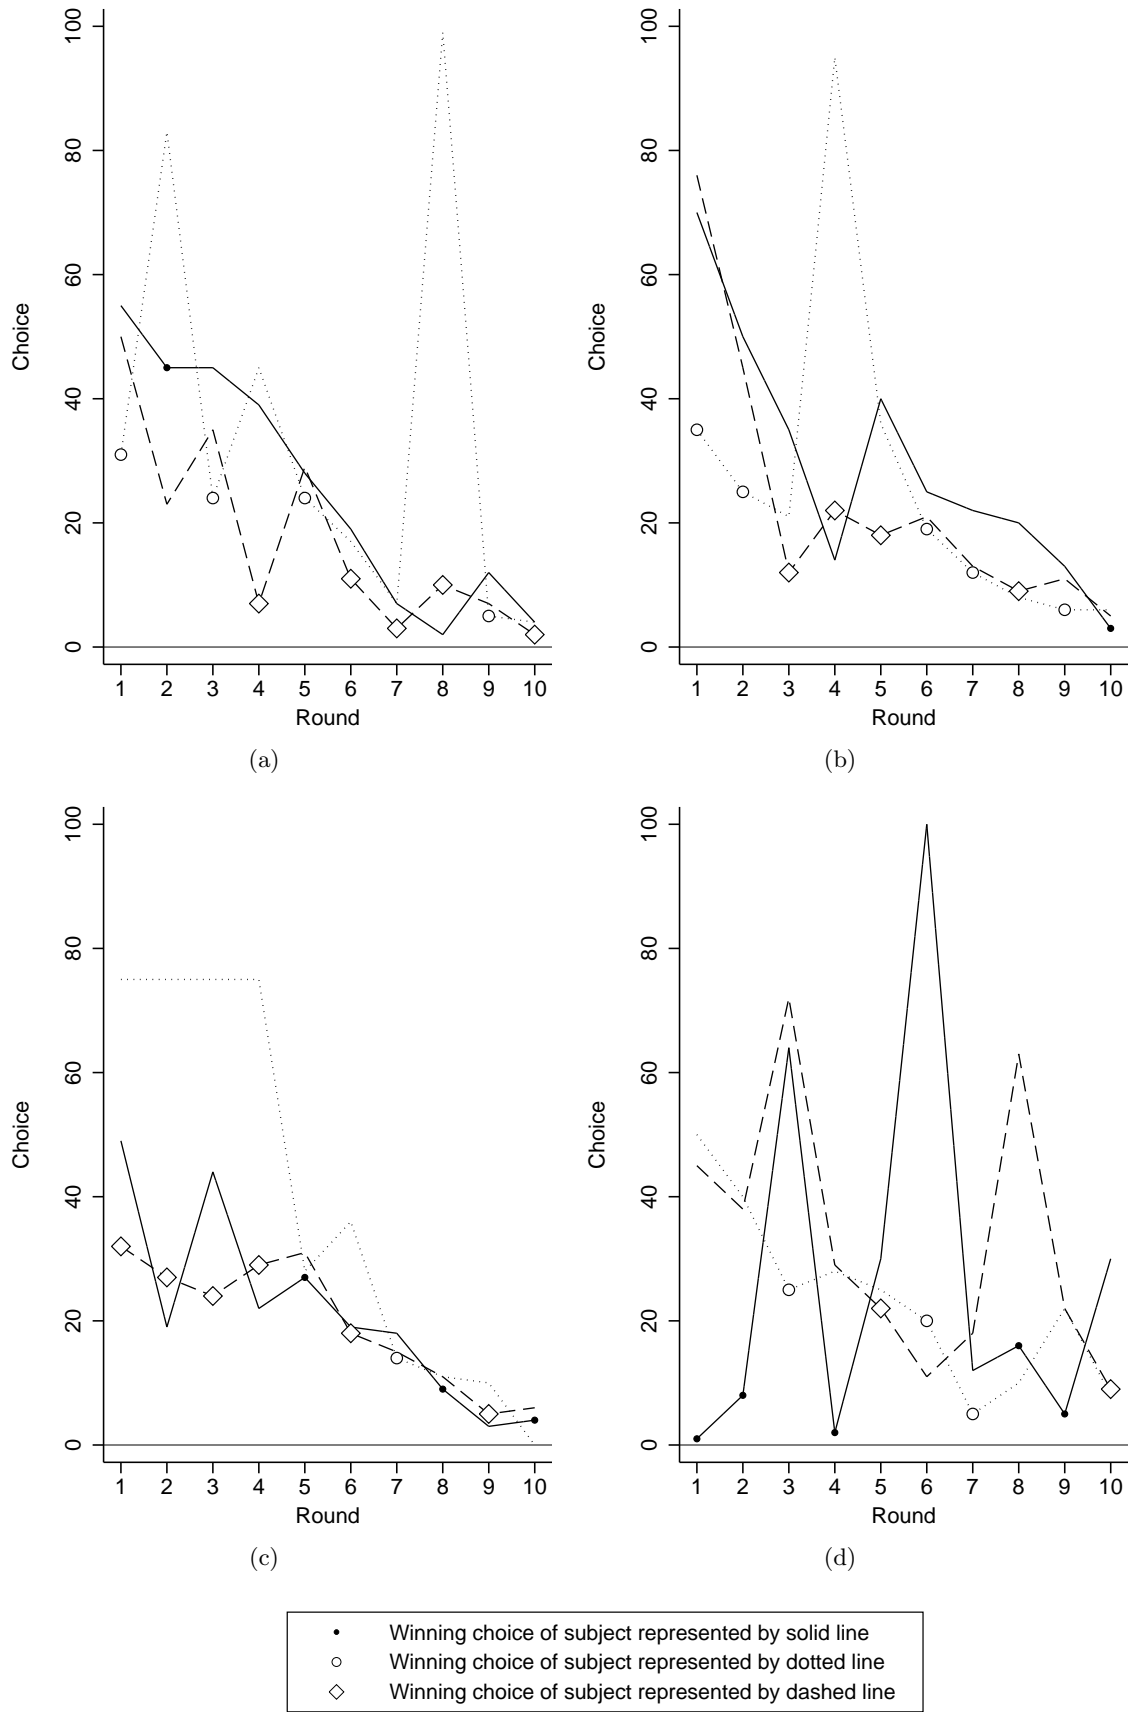 100
80
60
40
20
0
Choice
1 2 3 4 5 6 7 8 9 10
Round
(a)
100
80
60
40
20
0
Choice
1 2 3 4 5 6 7 8 9 10
Round
(b)
100
80
60
40
20
0
Choice
1 2 3 4 5 6 7 8 9 10
Round
(c)
100
80
60
40
20
0
Choice
1 2 3 4 5 6 7 8 9 10
Round
(d)
Winning choice of subject represented by solid line
Winning choice of subject represented by dotted line
Winning choice of subject represented by dashed line